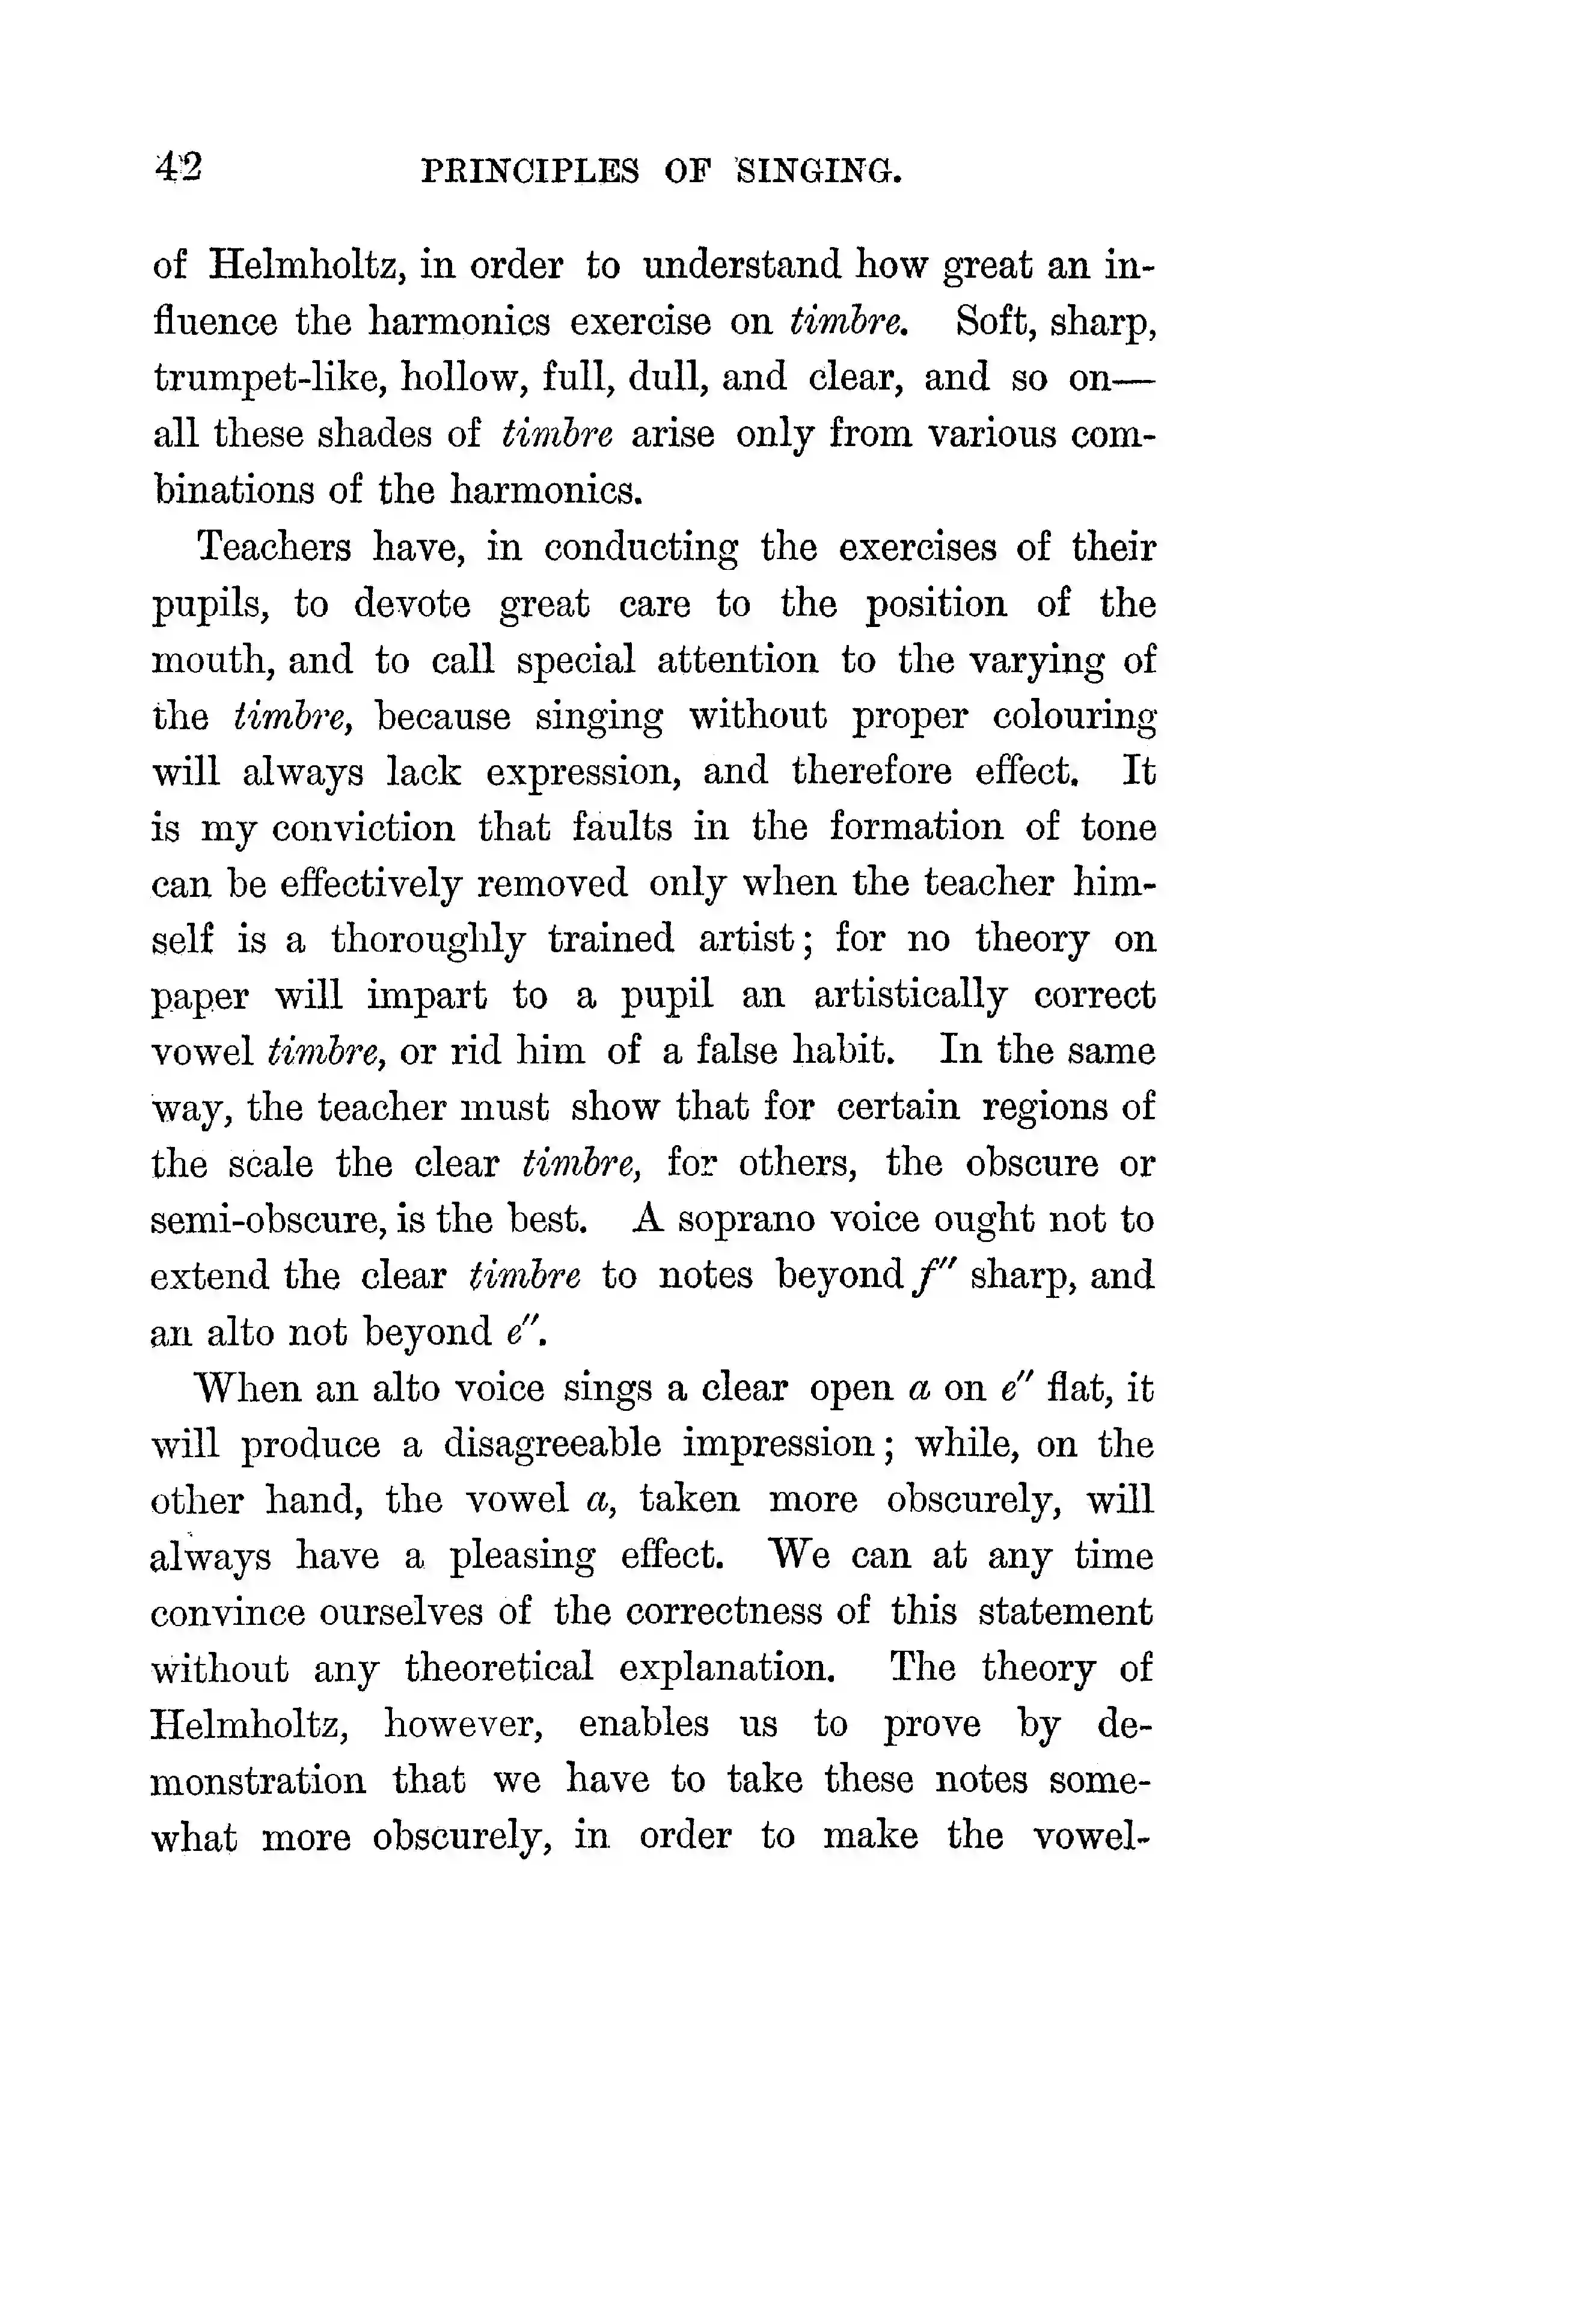 42 PRINCIPLES OF SINGING.
of Helmholtz, in order to understand how great an in-
fluence the harmonics exercise on timbre. Soft, sharp,
trumpet-like, hollow, full, dull, and clear, and so on—
all these shades of timbre arise only from various com-
binations of the harmonics.
Teachers have, in conducting the exercises of their
pupils, to devote great care to the position of the
mouth, and to call special attention to the varying of
the timbre, because singing without proper colouring
will always lack expression, and therefore effect. It
is my conviction that faults in the formation of tone
can be effectively removed only when the teacher him-
self is a thoroughly trained artist; for no theory on
paper will impart to a pupil an artistically correct
vowel timbre, or rid him of a false habit. In the same
way, the teacher must show that for certain regions of
the scale the clear timbre, for others, the obscure or
semi-obscure, is the best. A soprano voice ought not to
extend the clear timbre to notes beyond f″ sharp, and
an alto not beyond e″.
When an alto voice sings a clear open a on e″ flat, it
will produce a disagreeable impression; while, on the
other hand, the vowel a, taken more obscurely, will
always have a pleasing effect. We can at any time
convince ourselves of the correctness of this statement
without any theoretical explanation. The theory of
Helmholtz, however, enables us to prove by de-
monstration that we have to take these notes some-
what more obscurely, in order to make the vowel-